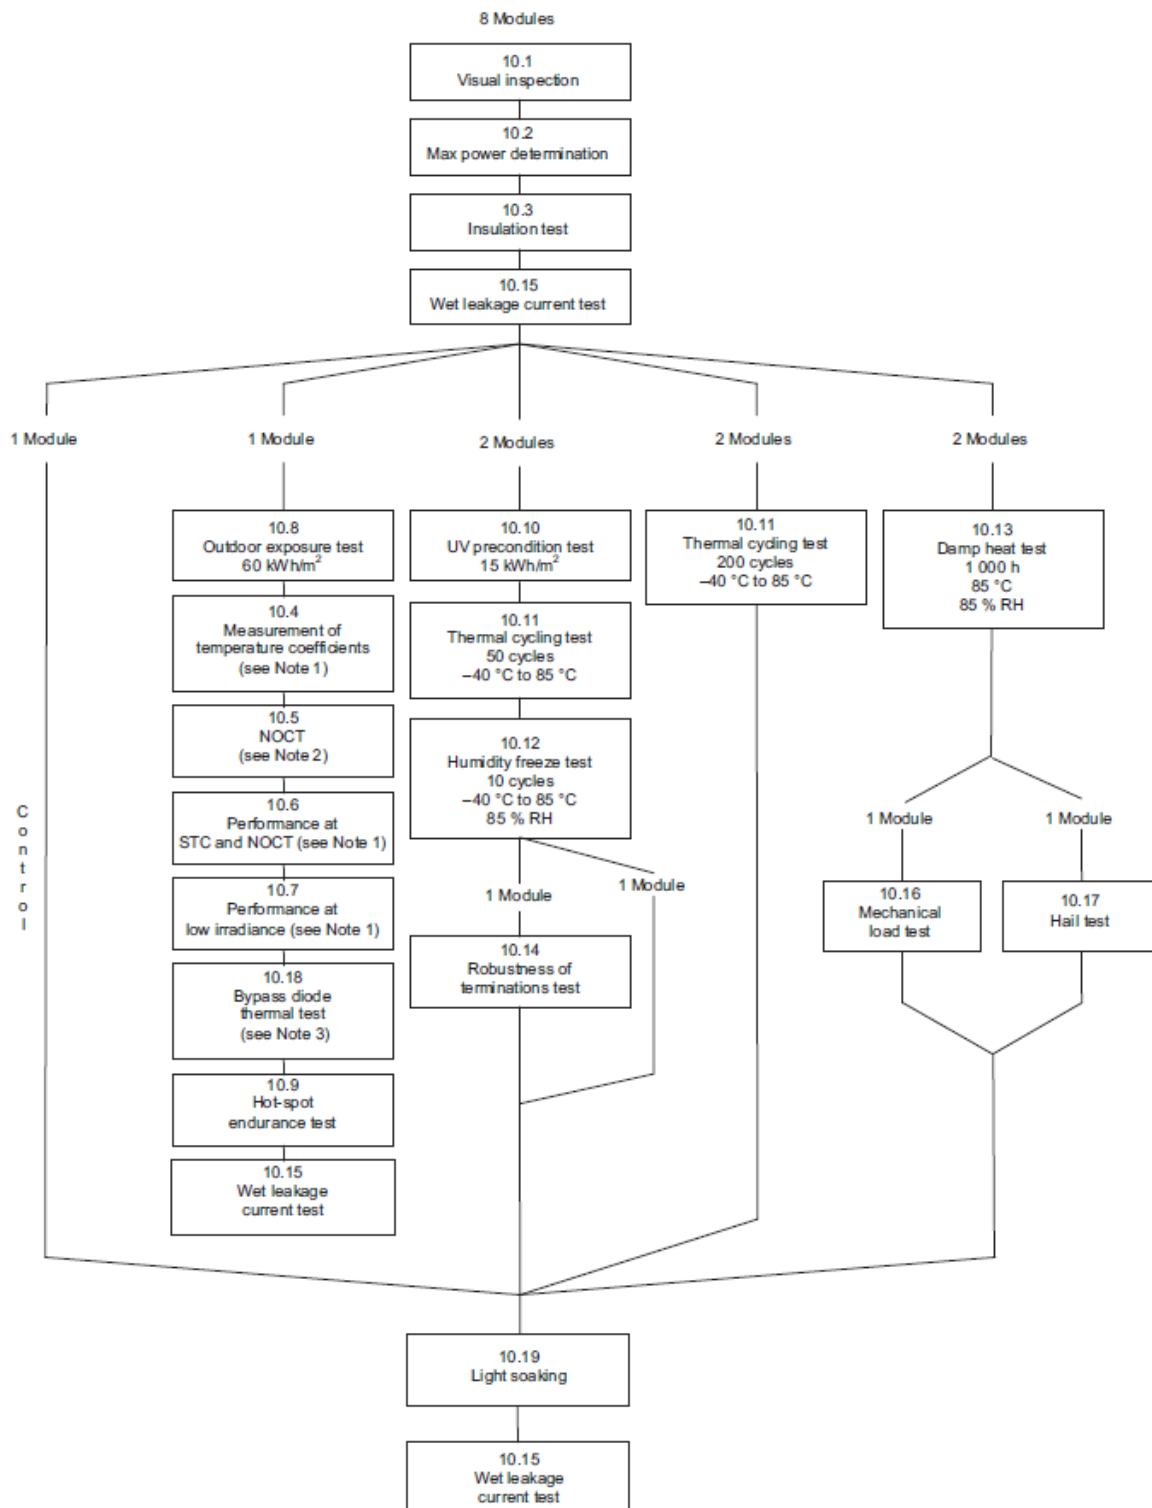 8 Modules
10.1
Visual inspection
10.2
Max power determination
10.3
Insulation test
10.15
Wet leakage current test
1 Module
1 Module
2 Modules
2 Modules
2 Modules
Control
10.8
Outdoor exposure test
60 kWh/m²
10.4
Measurement of
temperature coefficients
(see Note 1)
10.5
NOCT
(see Note 2)
10.6
Performance at
STC and NOCT (see Note 1)
10.7
Performance at
low irradiance (see Note 1)
10.18
Bypass diode
thermal test
(see Note 3)
10.9
Hot-spot
endurance test
10.15
Wet leakage
current test
10.10
UV precondition test
15 kWh/m²
10.11
Thermal cycling test
50 cycles
–40 °C to 85 °C
10.12
Humidity freeze test
10 cycles
–40 °C to 85 °C
85 % RH
1 Module
1 Module
10.14
Robustness of
terminations test
10.11
Thermal cycling test
200 cycles
–40 °C to 85 °C
10.13
Damp heat test
1 000 h
85 °C
85 % RH
1 Module
1 Module
10.16
Mechanical
load test
10.17
Hail test
10.19
Light soaking
10.15
Wet leakage
current test